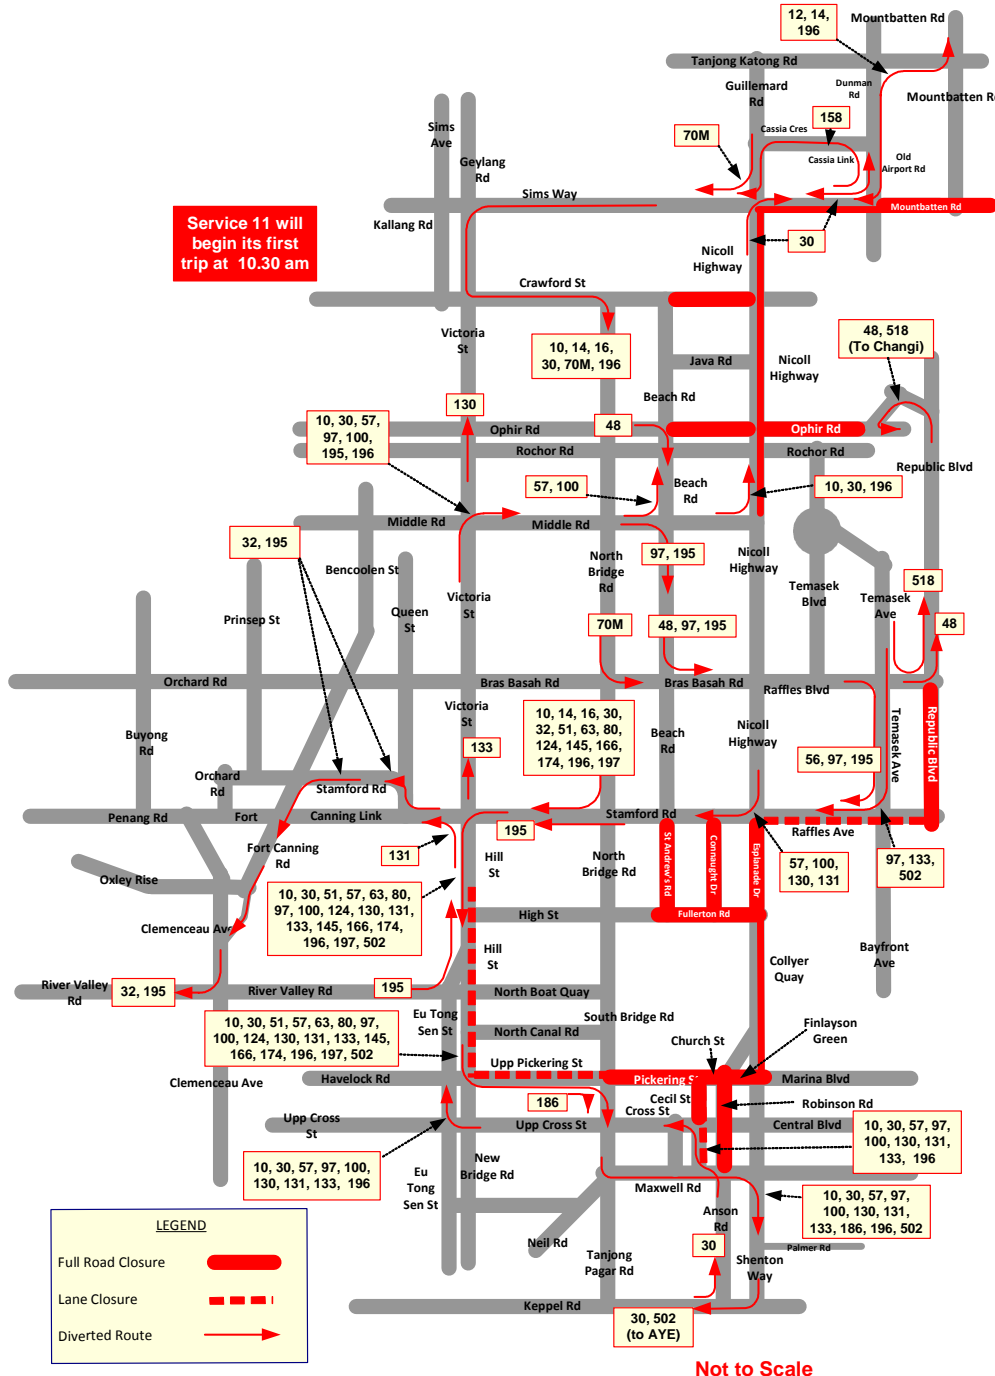 12, 14,
196
Mountbatten Rd
Tanjong Katong Rd
Guillemard
Rd
Dunman
Rd
Mountbatten R
Sims
Ave
158
Cassia Cres
70M
Geylang
Rd
Cassia Link
Old
Airport Rd
Sims Way
Mountbatten Rd
Service 11 will
begin its first
trip at 10.30 am
Kallang Rd
30
Nicoll
Highway
Crawford St
Victoria
St
10, 14, 16,
30, 70M, 196
Java Rd
Nicoll
Highway
48, 518
(To Changi)
Beach Rd
130
10, 30, 57,
97, 100,
195, 196
48
Ophir Rd
Ophir Rd
Rochor Rd
Rochor Rd
Republic Blvd
57, 100
Beach
Rd
10, 30, 196
Middle Rd
Middle Rd
32, 195
Bencoolen St
North
Bridge
Rd
97, 195
Nicoll
Highway
518
Prinsep St
Queen
St
Victoria
St
Temasek
Blvd
Temasek
Ave
70M
48, 97, 195
48
Orchard Rd
Bras Basah Rd
Bras Basah Rd
Raffles Blvd
Victoria
St
10, 14, 16, 30,
32, 51, 63, 80,
124, 145, 166,
174, 196, 197
Beach
Rd
Nicoll
Highway
Temasek Ave
Republic Blvd
Buyong
Rd
133
56, 97, 195
Orchard
Rd
Stamford Rd
Penang Rd
Fort
Canning Link
Stamford Rd
Raffles Ave
195
Fort Canning
Rd
131
Hill
St
North
Bridge Rd
St Andrew's Rd
Connaught Dr
Esplanade Dr
57, 100,
130, 131
97, 133,
502
Oxley Rise
10, 30, 51, 57, 63, 80,
97, 100, 124, 130, 131,
133, 145, 166, 174,
196, 197, 502
High St
Fullerton Rd
Clemenceau Ave
Hill
St
Collyer
Quay
Bayfront
Ave
River Valley
Rd
32, 195
River Valley Rd
195
North Boat Quay
Eu Tong
Sen St
South Bridge Rd
10, 30, 51, 57, 63, 80, 97,
100, 124, 130, 131, 133, 145,
166, 174, 196, 197, 502
North Canal Rd
Church St
Finlayson
Green
Upp Pickering St
Clemenceau Ave
Havelock Rd
Pickering St
Marina Blvd
Cecil St
186
Cross St
Robinson Rd
Upp Cross
St
Upp Cross St
Central Blvd
10, 30, 57, 97,
100, 130, 131,
133, 196
10, 30, 57, 97, 100,
130, 131, 133, 196
Eu
Tong
Sen St
New
Bridge Rd
Maxwell Rd
10, 30, 57, 97,
100, 130, 131,
133, 186, 196, 502
Anson
Rd
LEGEND
Full Road Closure
Lane Closure
Diverted Route
Neil Rd
Tanjong
Pagar Rd
30
Shenton
Way
Palmer Rd
Keppel Rd
30, 502
(to AYE)
Not to Scale